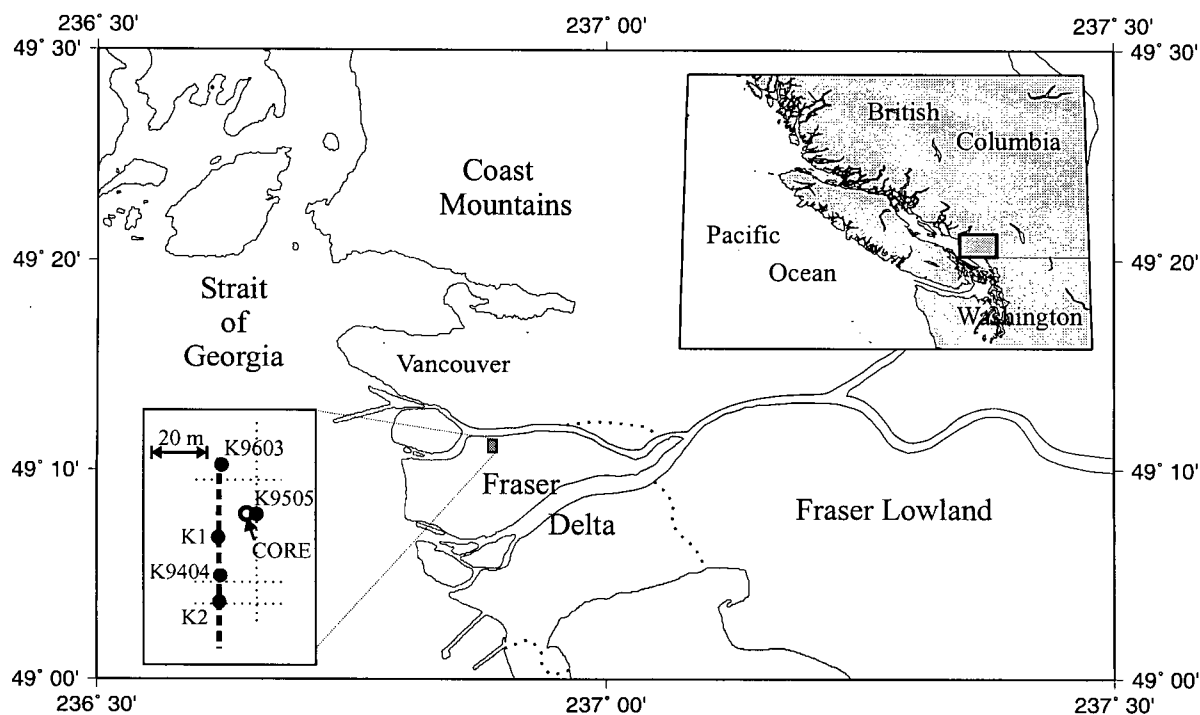 236° 30'
237° 00'
237° 30'
49° 30'
49° 30'
British
Columbia
Coast
Mountains
Pacific
Ocean
49° 20'
49° 20'
Strait
of
Georgia
Washington
Vancouver
20 m
K9603
K9505
K1
CORE
K9404
K2
49° 10'
49° 10'
Fraser
Delta
Fraser Lowland
49° 00'
49° 00'
236° 30'
237° 00'
237° 30'